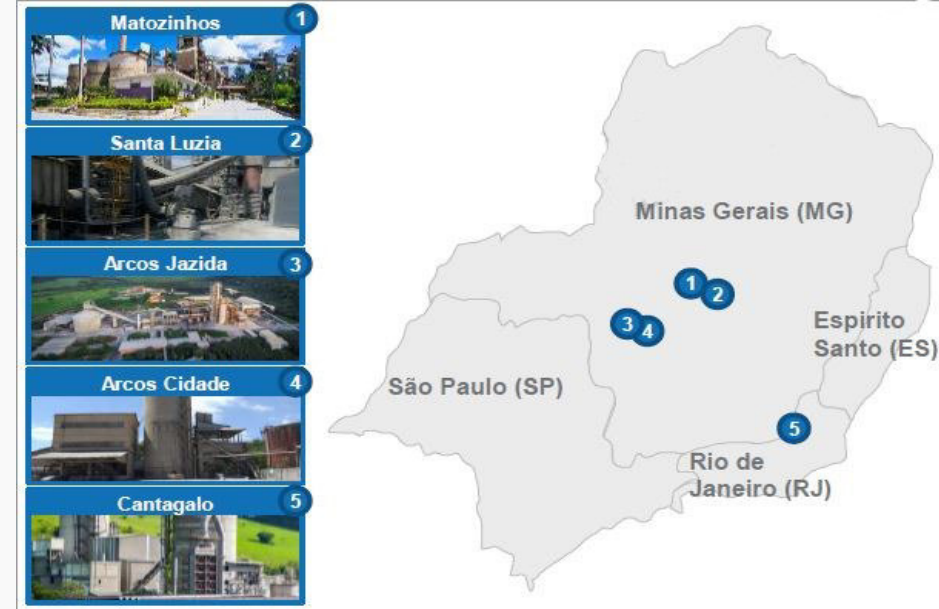 Matozinhos 1
Santa Luzia 2
Arcos Jazida 3
Arcos Cidade 4
Cantagalo 5
Minas Gerais (MG)
1
2
3
4
Espirito
Santo (ES)
São Paulo (SP)
5
Rio de
Janeiro (RJ)